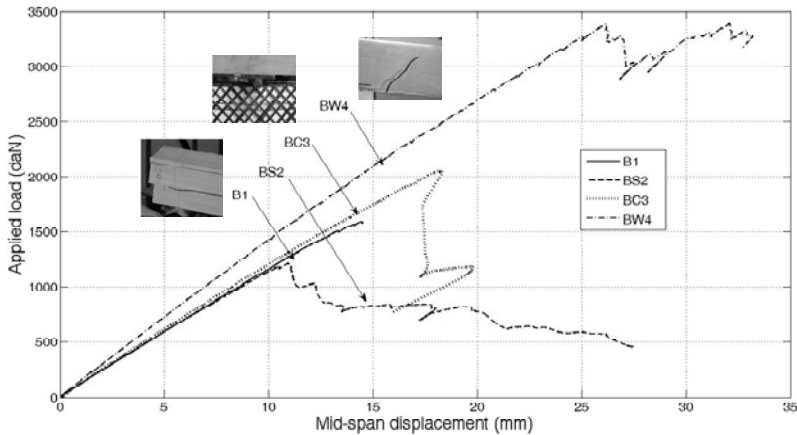 3500
3000
2500
2000
1500
1000
500
0
Applied load (daN)
0 5 10 15 20 25 30 35
Mid-span displacement (mm)
BW4
BC3
BS2
B1
B1
BS2
BC3
BW4